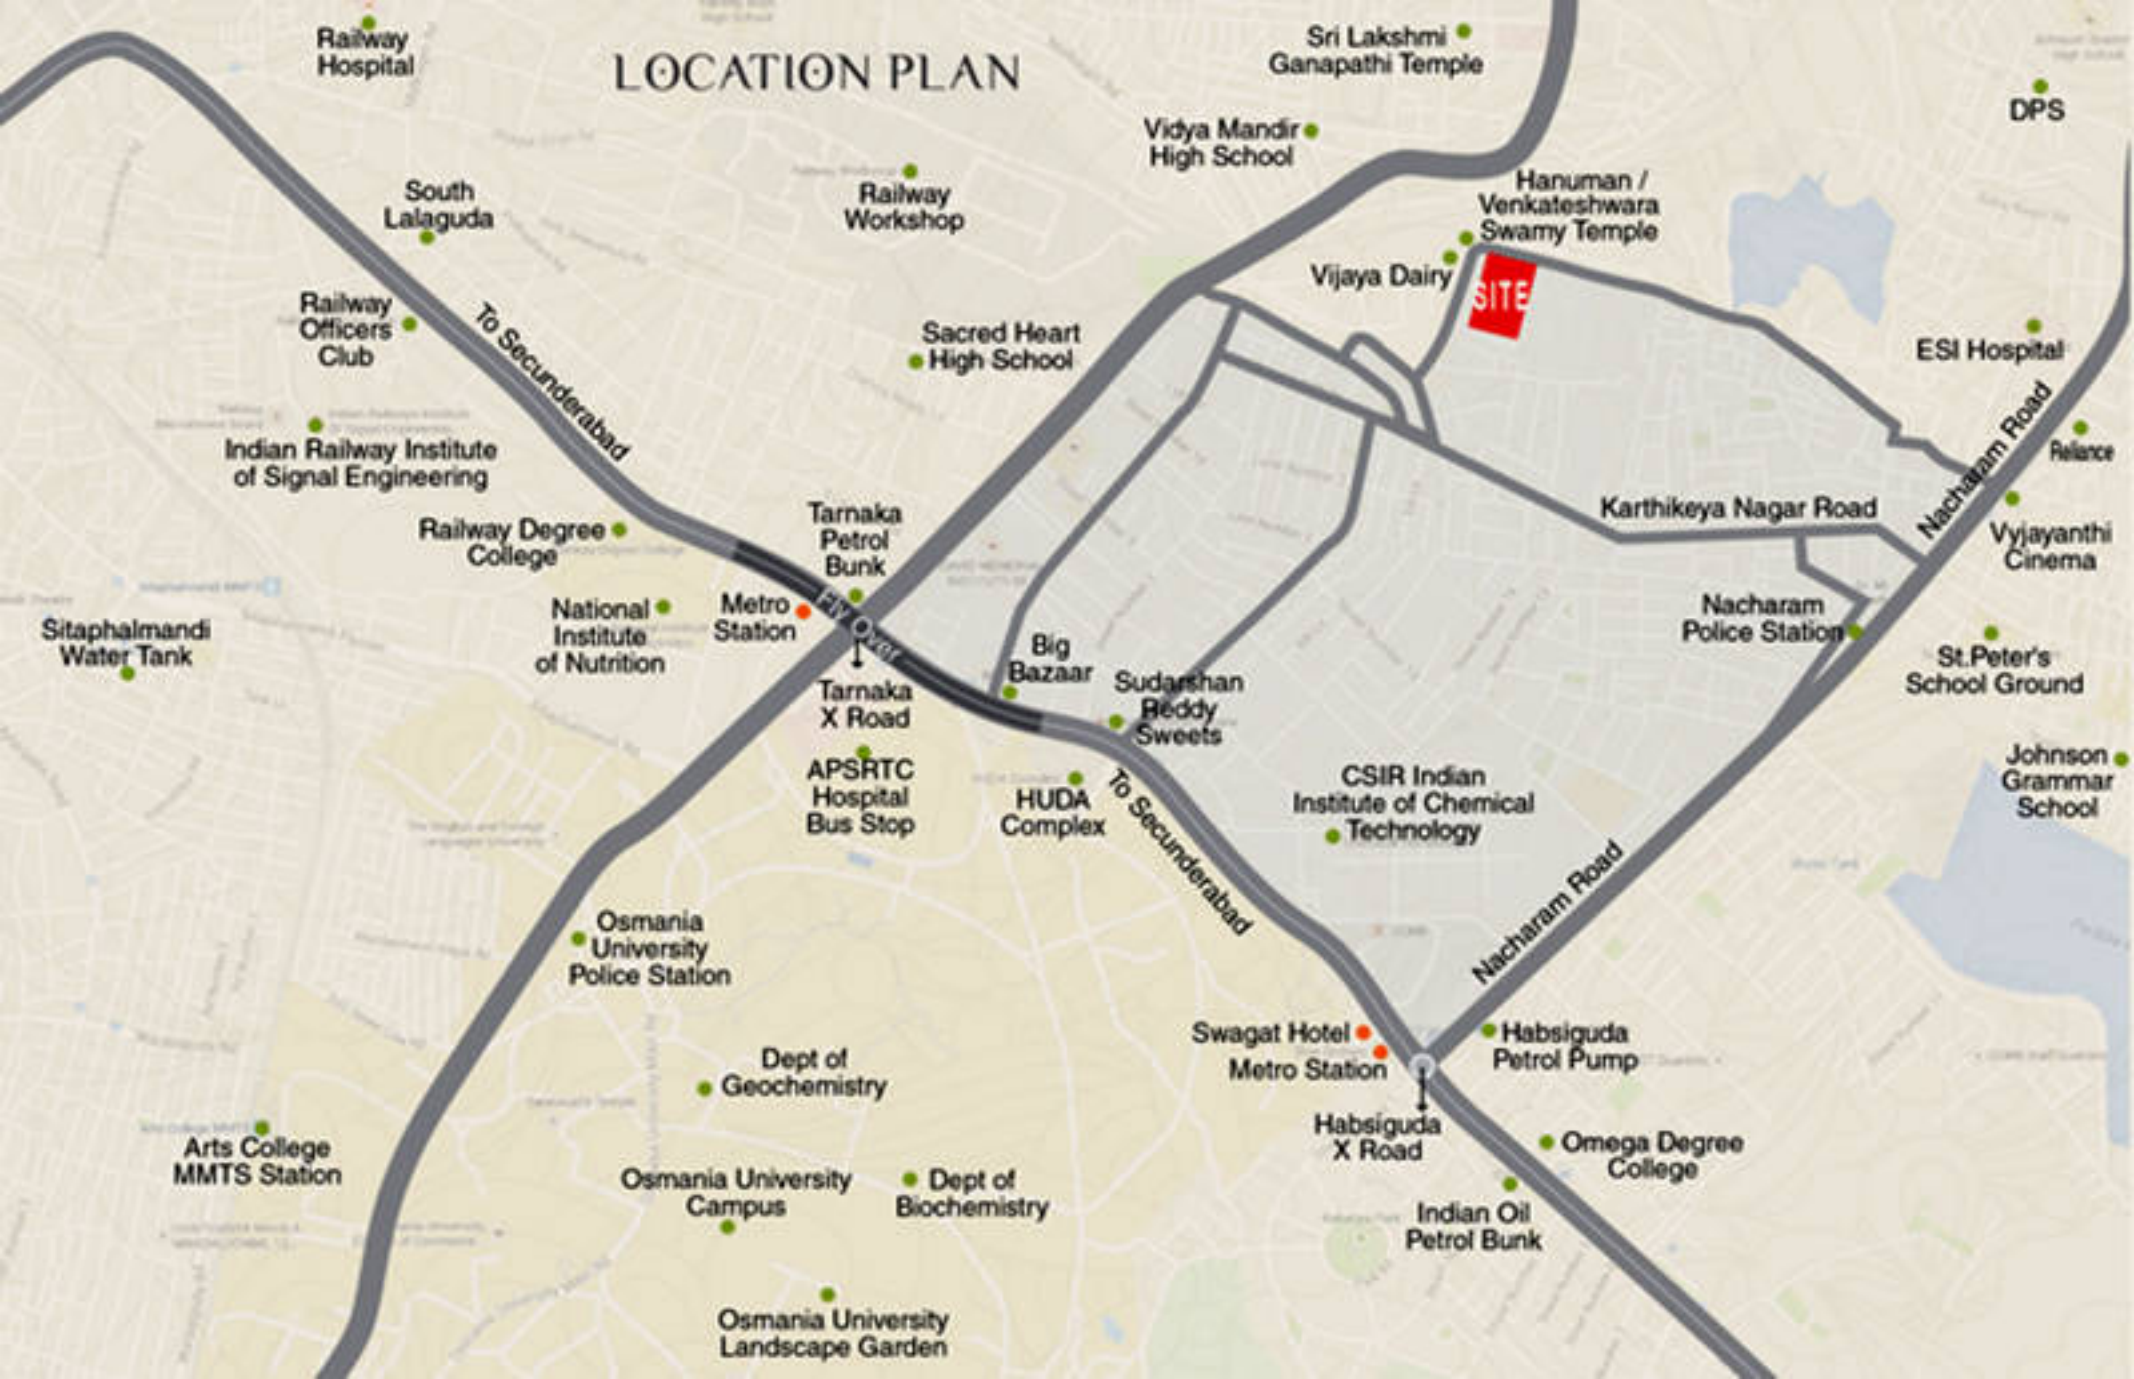 Railway
Hospital
LOCATION PLAN
Sri Lakshmi
Ganapathi Temple
DPS
Vidya Mandir
High School
South
Lalaguda
Railway
Workshop
Hanuman /
Venkateshwara
Swamy Temple
Vijaya Dairy
SITE
Railway
Officers
Club
To Secunderabad
Sacred Heart
High School
ESI Hospital
Indian Railway Institute
of Signal Engineering
Nacharam Road
Reliance
Railway Degree
College
Tarnaka
Petrol
Bunk
Karthikeya Nagar Road
Vyjayanthi
Cinema
National
Institute
of Nutrition
Metro
Station
Fly Over
Sitaphalmandi
Water Tank
Nacharam
Police Station
St.Peter's
School Ground
Big
Bazaar
Tarnaka
X Road
Sudarshan
Reddy
Sweets
APSRTC
Hospital
Bus Stop
HUDA
Complex
To Secunderabad
CSIR Indian
Institute of Chemical
Technology
Johnson
Grammar
School
Nacharam Road
Osmania
University
Police Station
Swagat Hotel
Metro Station
Habsiguda
Petrol Pump
Dept of
Geochemistry
Habsiguda
X Road
Omega Degree
College
Arts College
MMTS Station
Osmania University
Campus
Dept of
Biochemistry
Indian Oil
Petrol Bunk
Osmania University
Landscape Garden